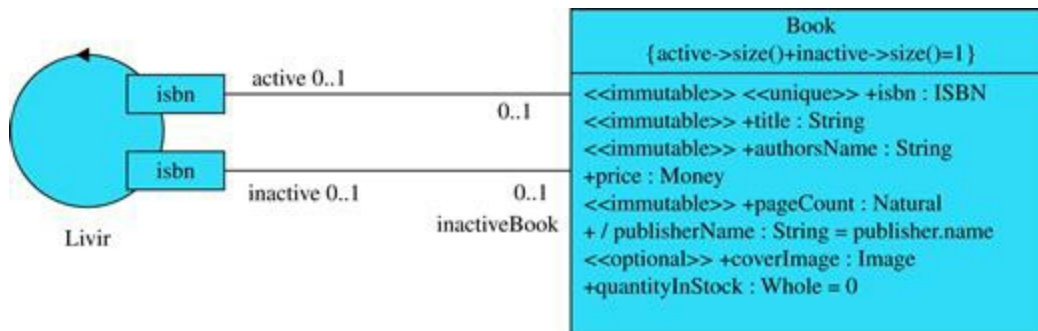 isbn
active 0..1
0..1
isbn
inactive 0..1
0..1
inactiveBook
Livir
Book
{active->size()+inactive->size()=1}
<<immutable>> <<unique>> +isbn : ISBN
<<immutable>> +title : String
<<immutable>> +authorsName : String
+price : Money
<<immutable>> +pageCount : Natural
+ / publisherName : String = publisher.name
<<optional>> +coverImage : Image
+quantityInStock : Whole = 0